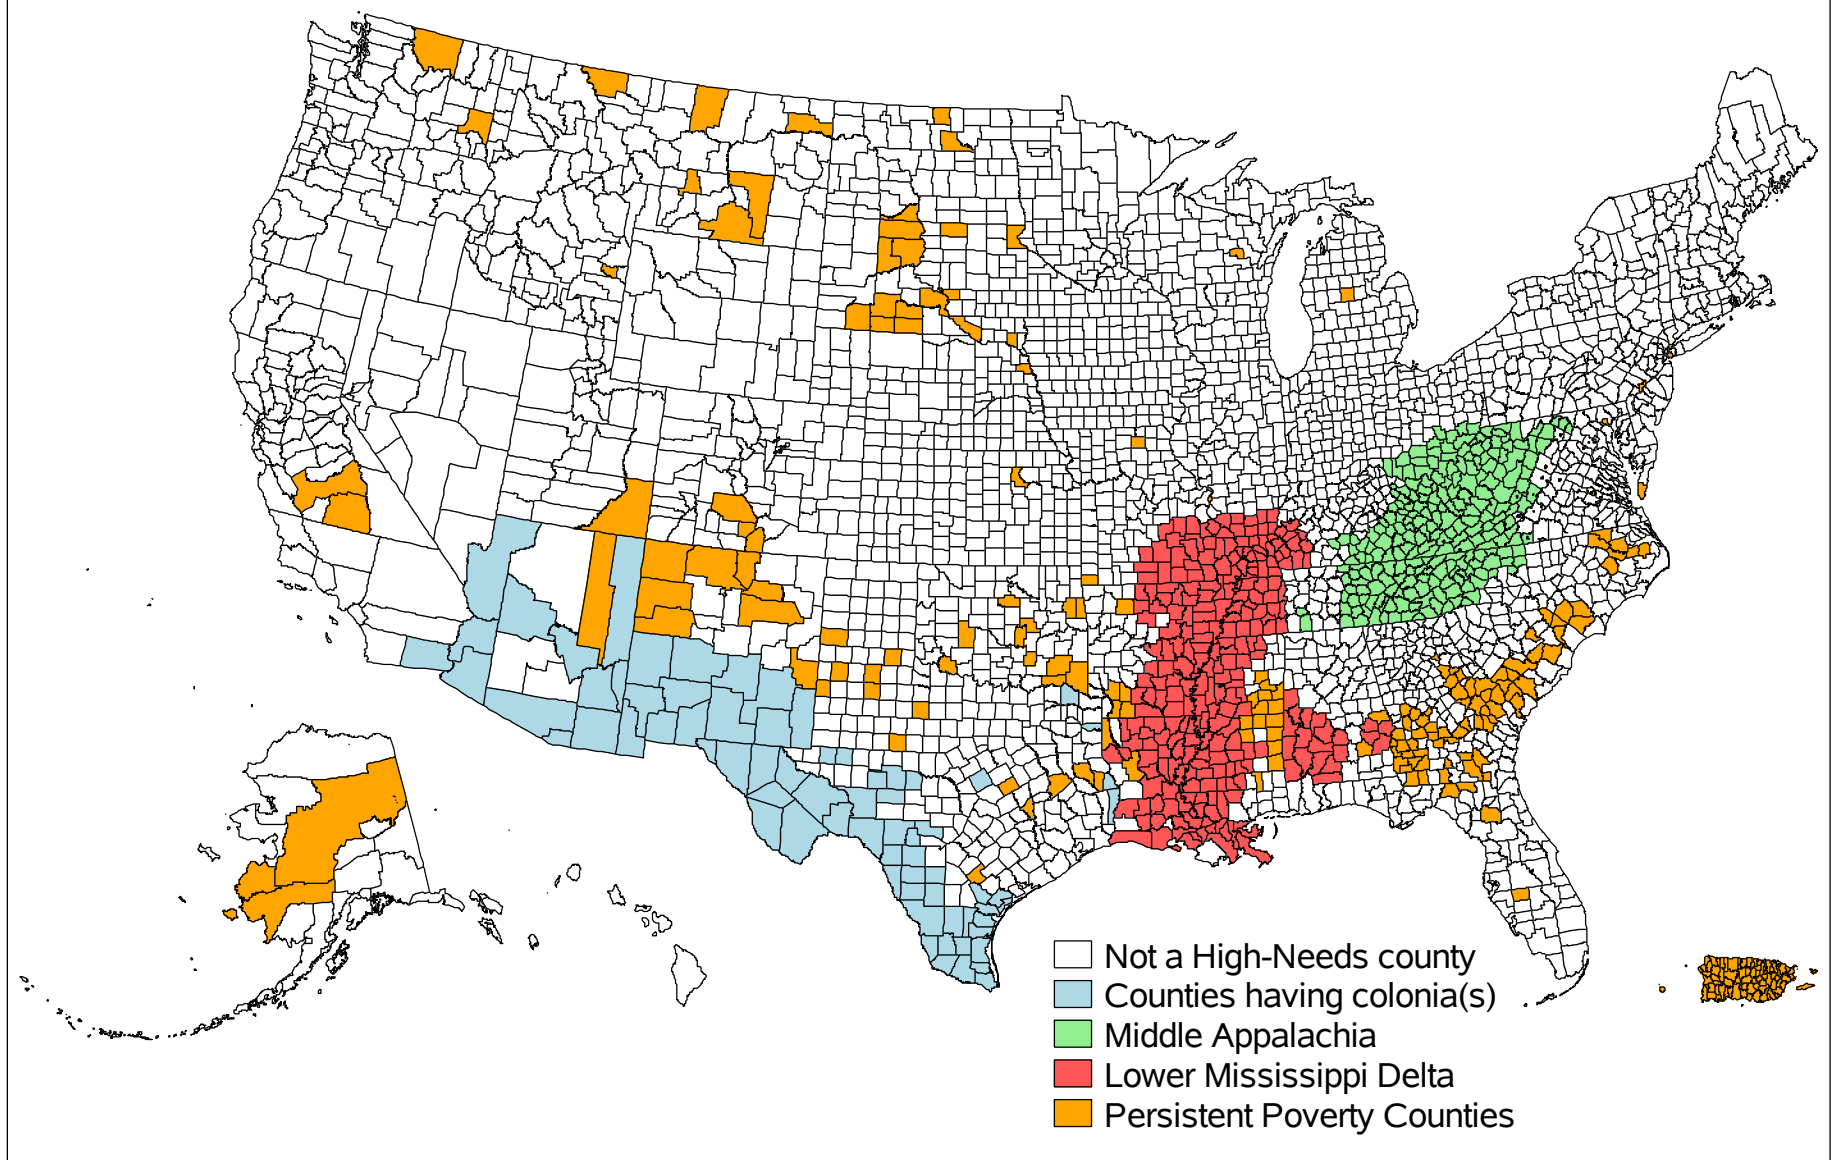 Not a High-Needs county
Counties having colonia(s)
Middle Appalachia
Lower Mississippi Delta
Persistent Poverty Counties